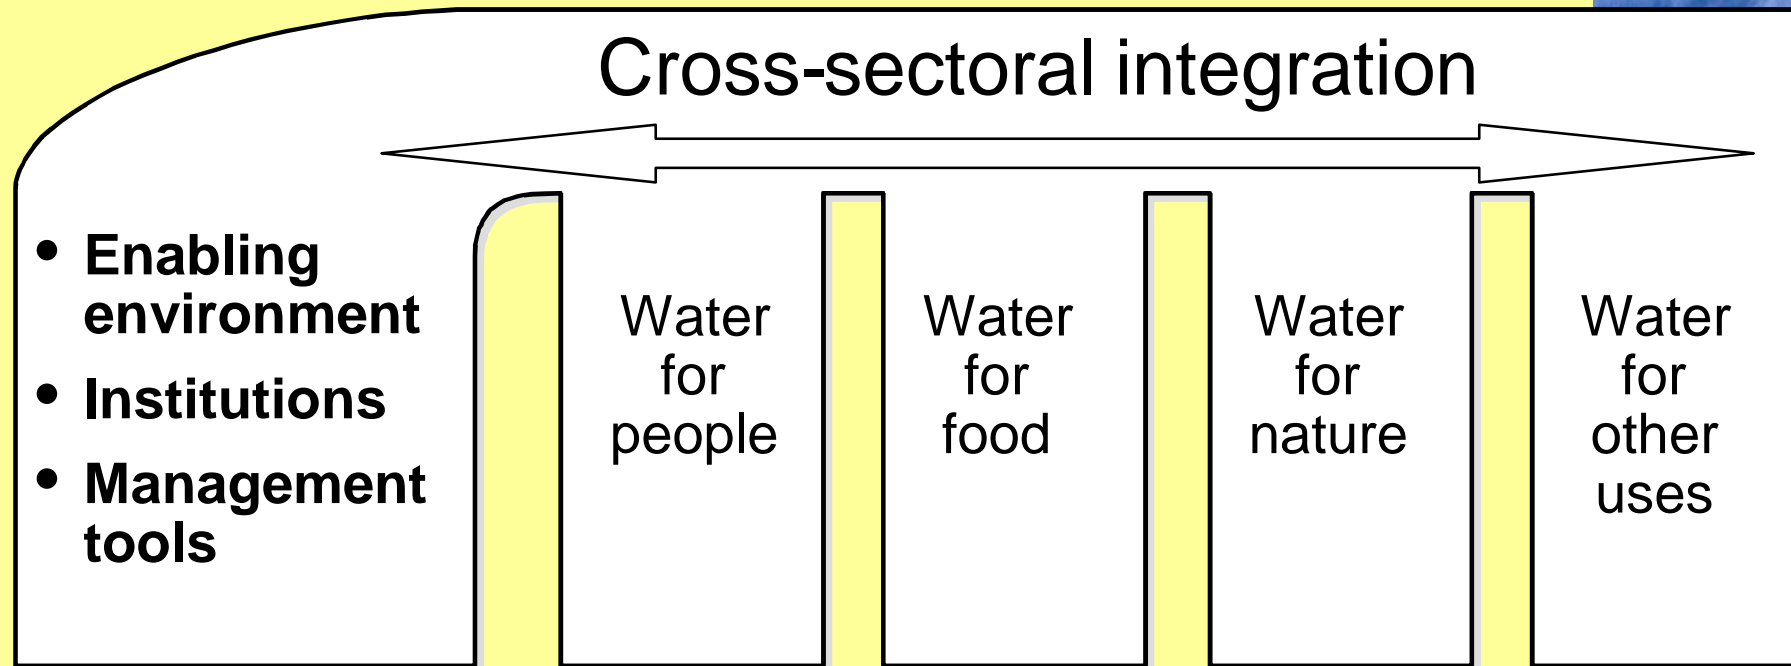 Cross-sectoral integration
• Enabling
environment
• Institutions
• Management
tools
Water
for
people
Water
for
food
Water
for
nature
Water
for
other
uses